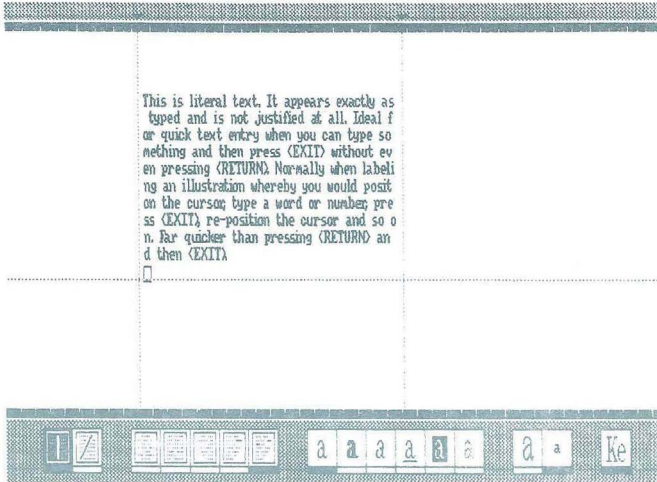 This is literal text. It appears exactly as
typed and is not justified at all. Ideal f
or quick text entry when you can type so
mething and then press <EXIT> without ev
en pressing <RETURN>. Normally when labeli
ng an illustration whereby you would posit
on the cursor, type a word or number, pre
ss <EXIT>, re-position the cursor and so o
n. Far quicker than pressing <RETURN> an
d then <EXIT>
a a a a a a a a Ke